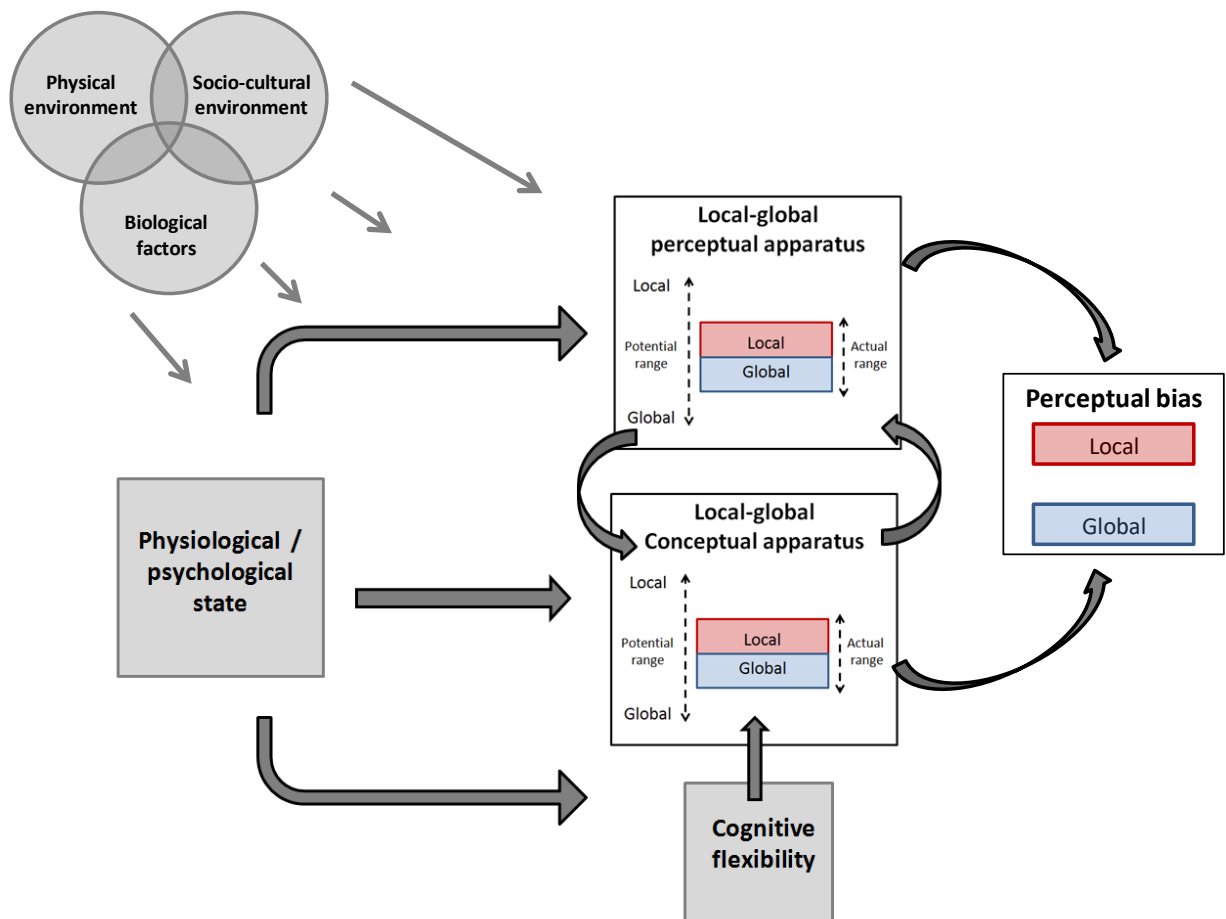 Physical
environment
Socio-cultural
environment
Biological
factors
Local-global
perceptual apparatus
Local
Potential
range
Global
Local
Global
Actual
range
Perceptual bias
Local
Global
Physiological /
psychological
state
Local-global
Conceptual apparatus
Local
Potential
range
Global
Local
Global
Actual
range
Cognitive
flexibility